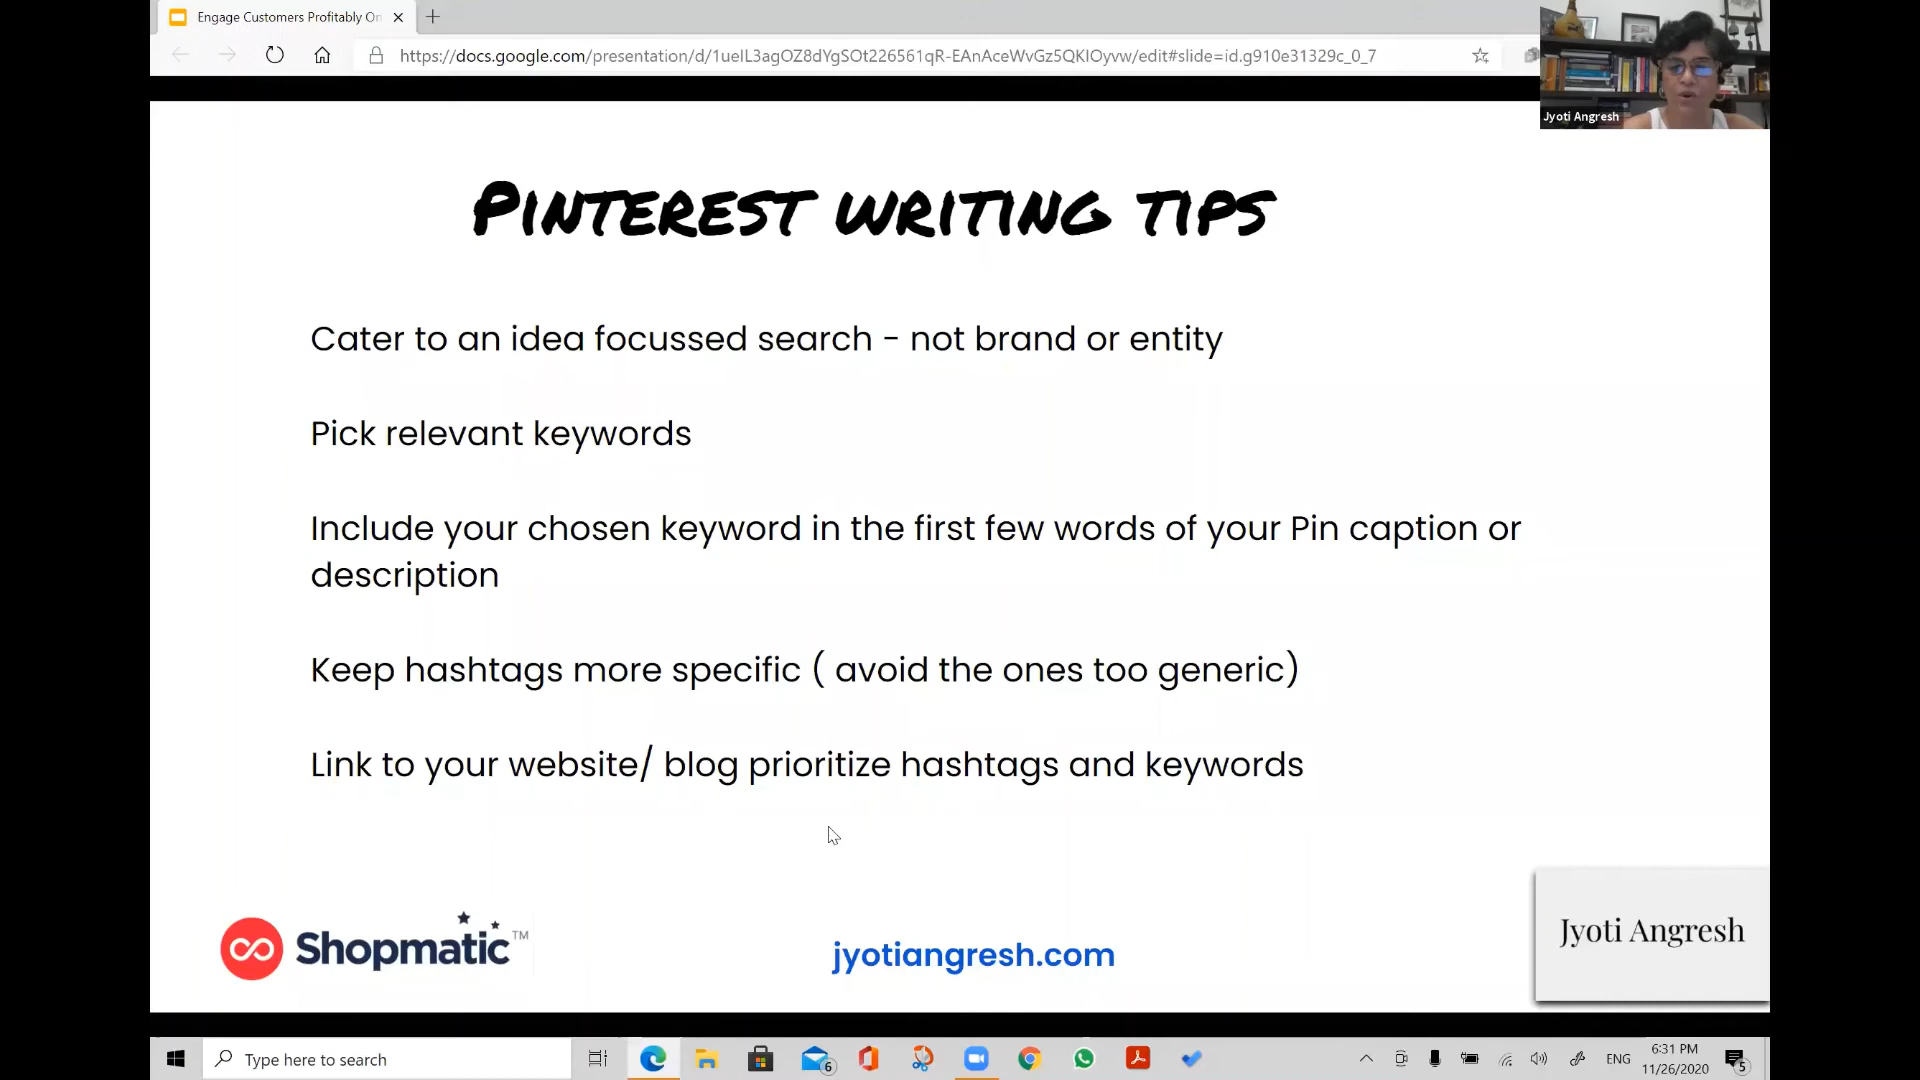 Engage Customers Profitably On
https://docs.google.com/presentation/d/1ueIL3agOZ8dYgSOt226561qR-EAnAceWvGz5QKIOyvw/edit#slide=id.g910e31329c_0_7
Jyoti Angresh
Pinterest writing tips
Cater to an idea focussed search - not brand or entity
Pick relevant keywords
Include your chosen keyword in the first few words of your Pin caption or
description
Keep hashtags more specific ( avoid the ones too generic)
Link to your website/ blog prioritize hashtags and keywords
Shopmatic™
jyotiangresh.com
Jyoti Angresh
Type here to search
6
ENG
6:31 PM
11/26/2020
5